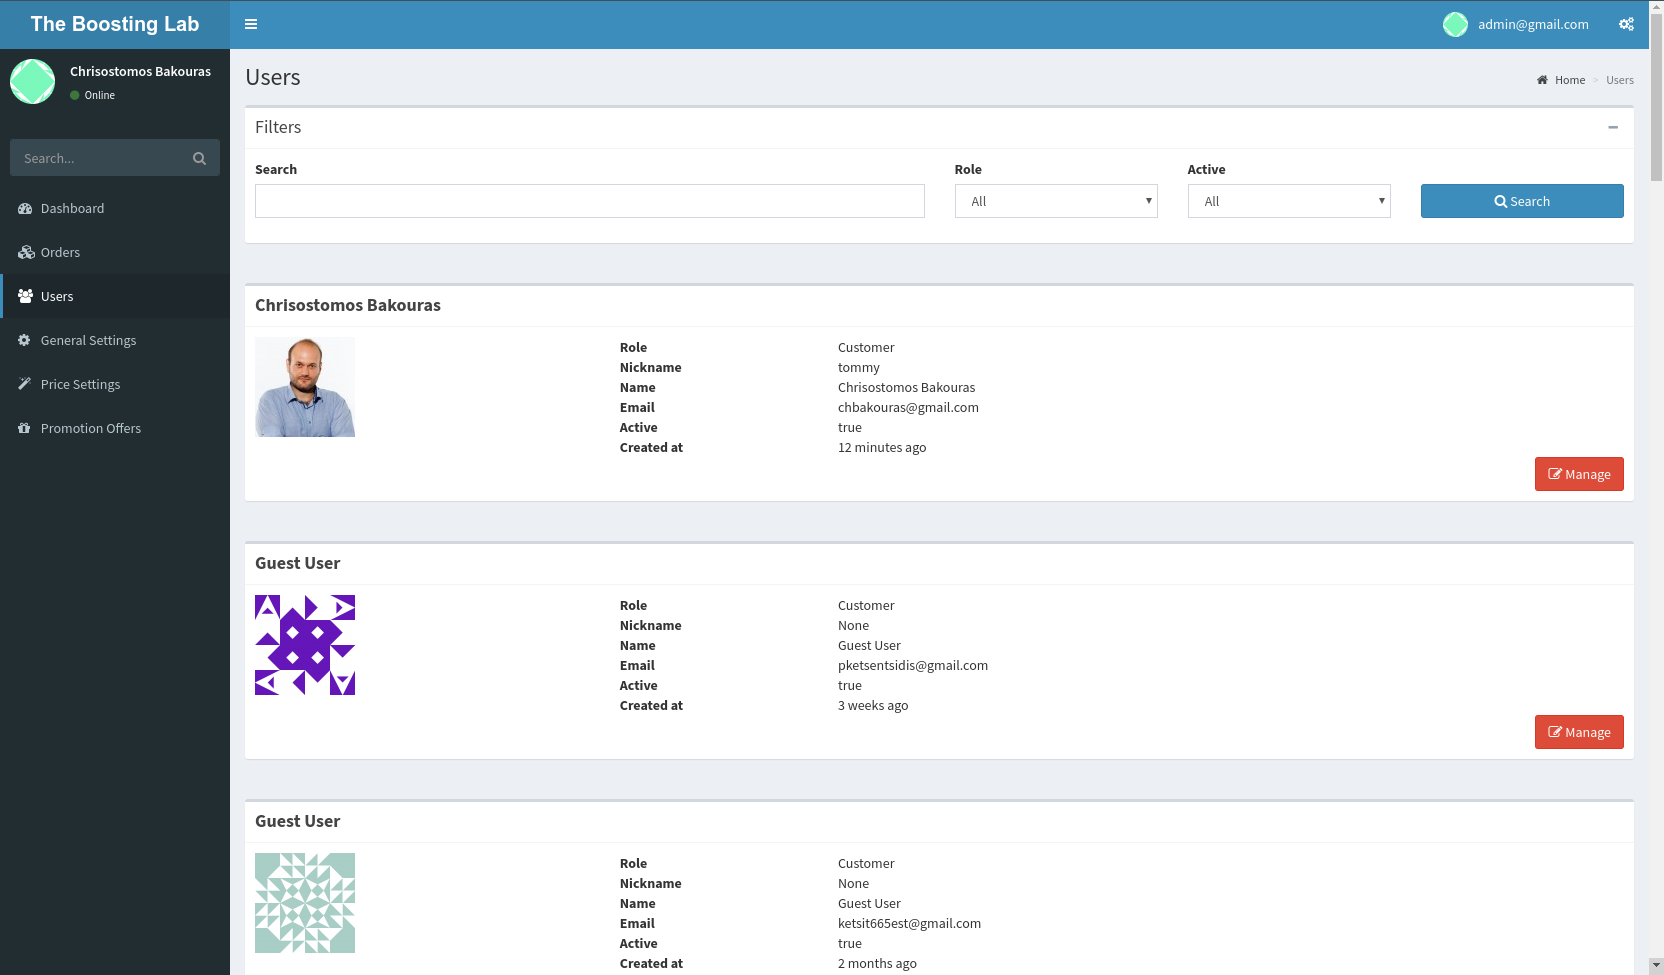 The Boosting Lab
admin@gmail.com
Chrisostomos Bakouras
Online
Search...
Dashboard
Orders
Users
General Settings
Price Settings
Promotion Offers
Users
Home > Users
Filters
Search Role Active
All All Search
Chrisostomos Bakouras
Role Customer
Nickname tommy
Name Chrisostomos Bakouras
Email chbakouras@gmail.com
Active true
Created at 12 minutes ago
Manage
Guest User
Role Customer
Nickname None
Name Guest User
Email pketsentsidis@gmail.com
Active true
Created at 3 weeks ago
Manage
Guest User
Role Customer
Nickname None
Name Guest User
Email ketsit665est@gmail.com
Active true
Created at 2 months ago